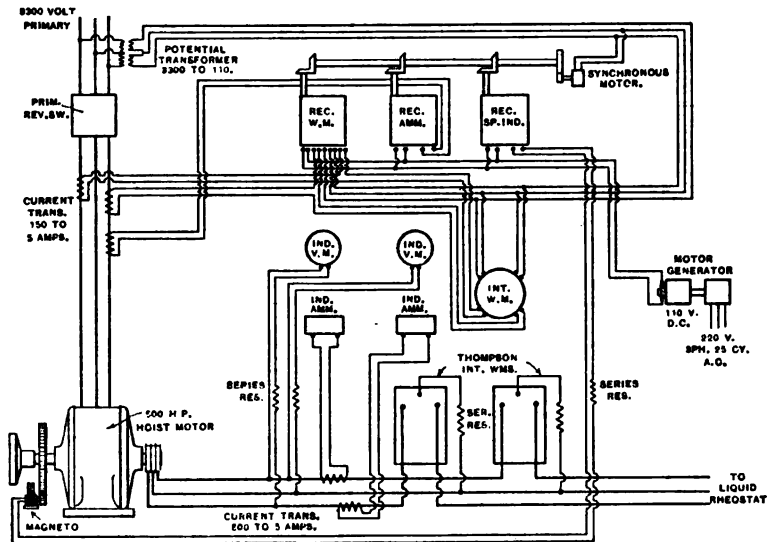 3300 VOLT
PRIMARY
POTENTIAL
TRANSFORMER
3300 TO 110.
SYNCHRONOUS
MOTOR.
PRIM.
REV. SW.
REC.
W.M.
REC.
AMM.
REC.
SP. IND.
CURRENT
TRANS.
150 TO
5 AMPS.
IND.
V.M.
IND.
V.M.
INT.
W.M.
MOTOR
GENERATOR
110 V.
D.C.
220 V.
3PH. 25 CY.
A.C.
IND.
AMM.
IND.
AMM.
THOMPSON
INT. WMS.
SERIES
RES.
SER.
RES.
SERIES
RES.
500 H P.
HOIST MOTOR
TO
LIQUID
RHEOSTAT
MAGNETO
CURRENT TRANS.
200 TO 5 AMPS.